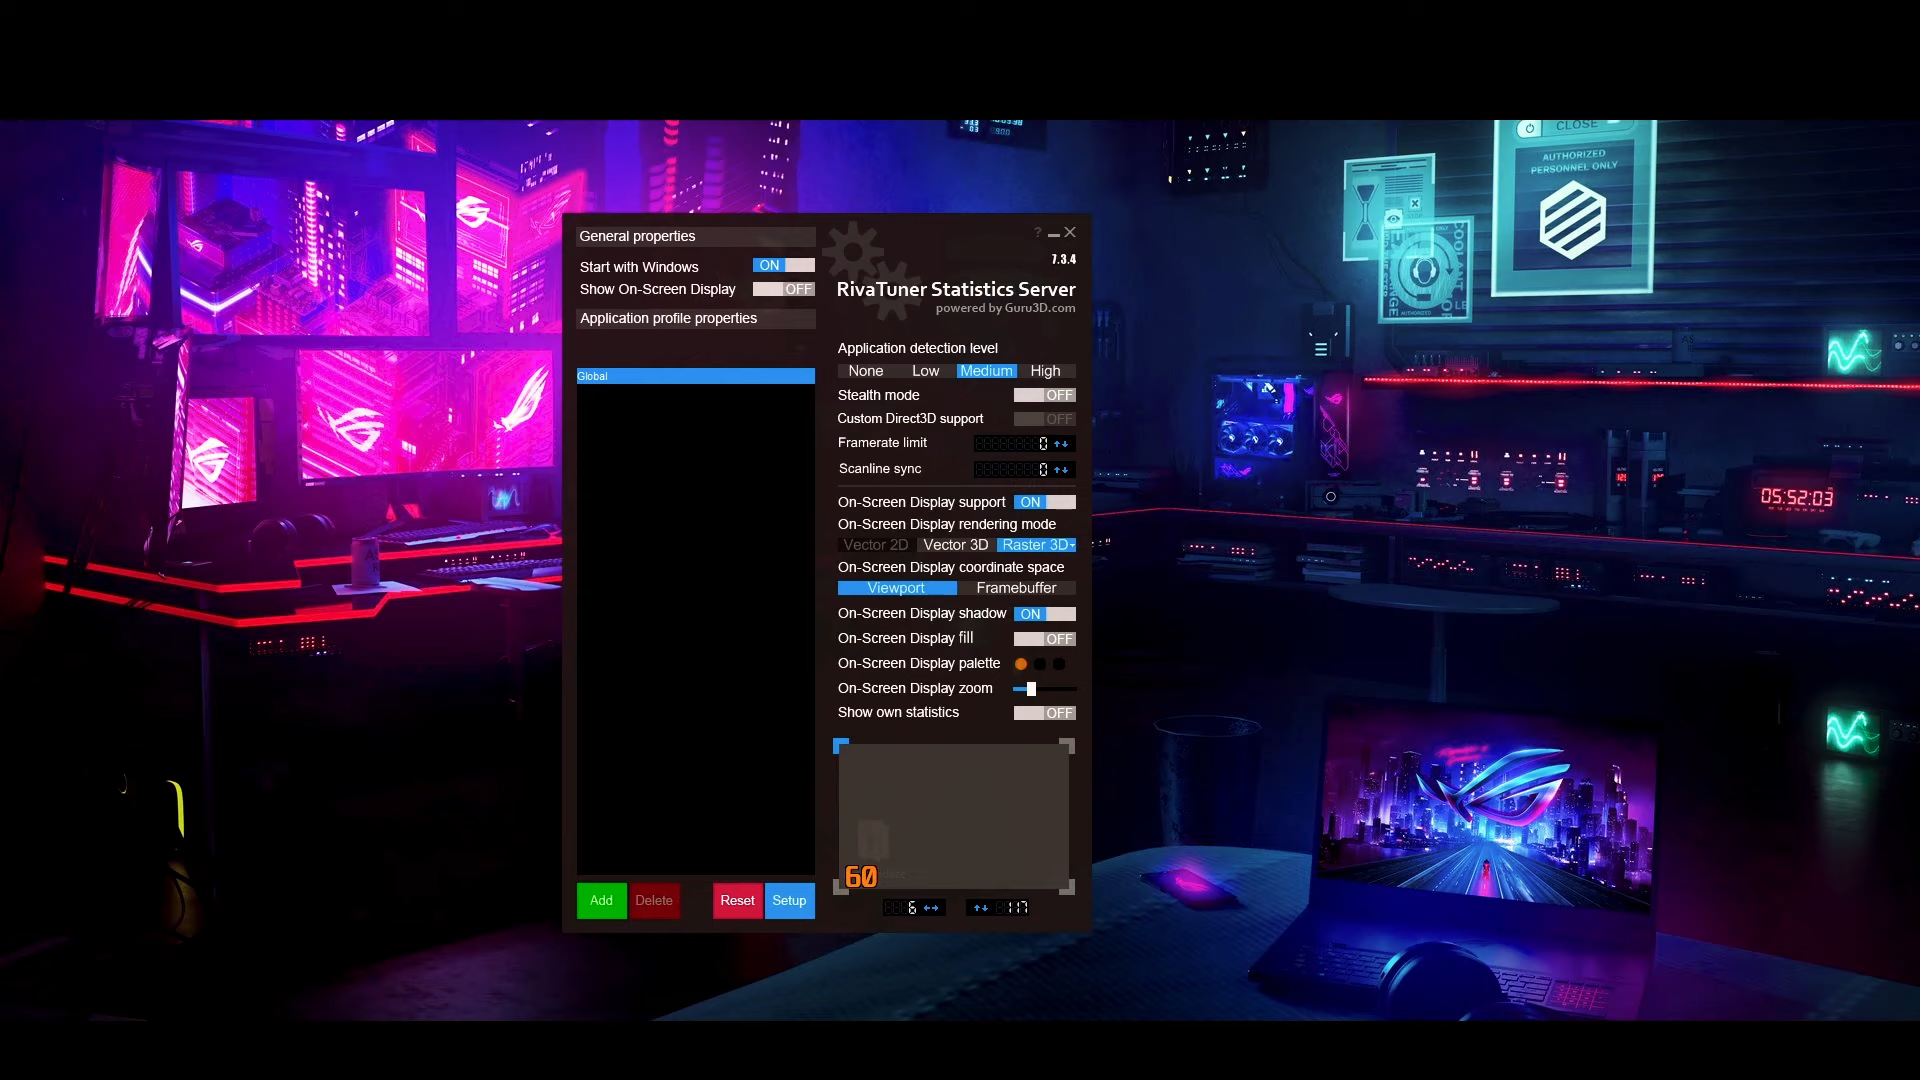 General properties
Start with Windows ON
Show On-Screen Display OFF
Application profile properties
Global
Add Delete Reset Setup
?
7.3.4
RivaTuner Statistics Server
powered by Guru3D.com
Application detection level
None Low Medium High
Stealth mode OFF
Custom Direct3D support OFF
Framerate limit 0
Scanline sync 0
On-Screen Display support ON
On-Screen Display rendering mode
Vector 2D Vector 3D Raster 3D
On-Screen Display coordinate space
Viewport Framebuffer
On-Screen Display shadow ON
On-Screen Display fill OFF
On-Screen Display palette
On-Screen Display zoom
Show own statistics OFF
60
6 117
CLOSE
AUTHORIZED
PERSONNEL ONLY
05:52:03